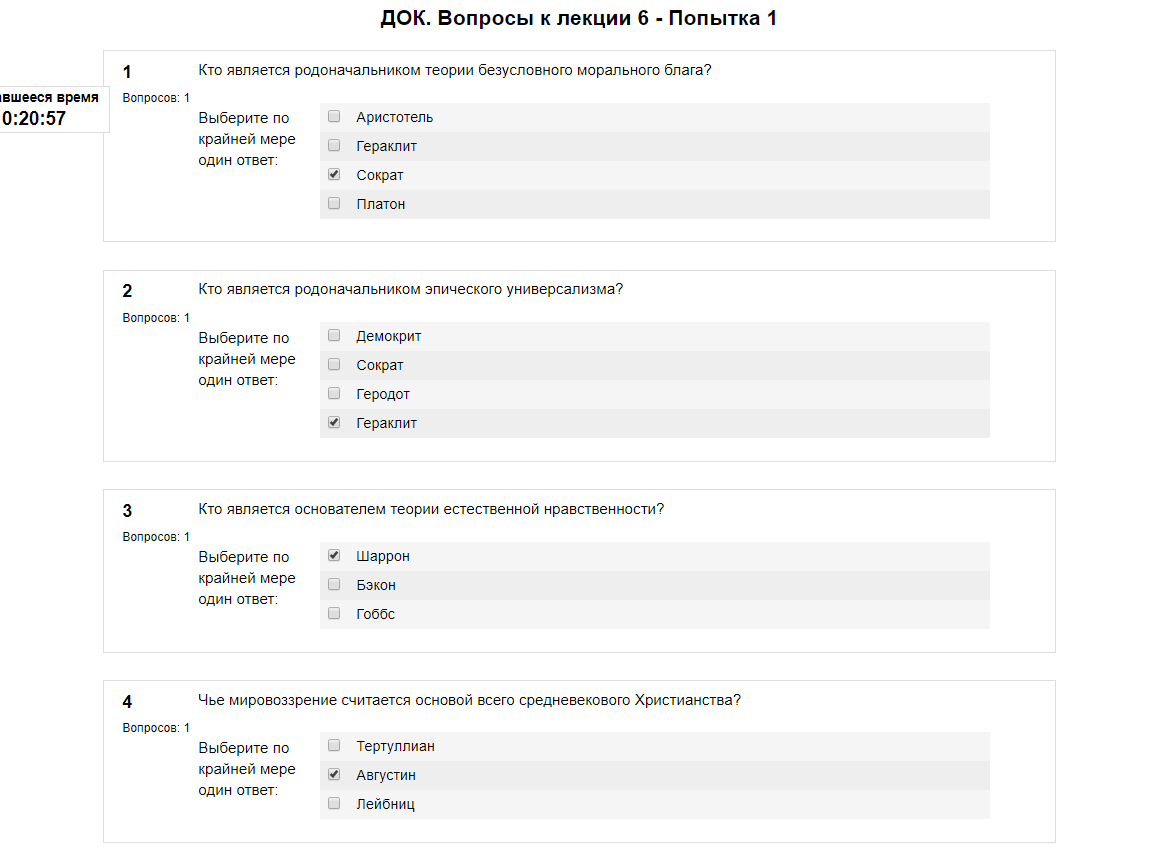 ДОК. Вопросы к лекции 6 - Попытка 1
1
Кто является родоначальником теории безусловного морального блага?
Вопросов: 1
время
0:20:57
Выберите по
крайней мере
один ответ:
Аристотель
Гераклит
Сократ
Платон
2
Кто является родоначальником эпического универсализма?
Вопросов: 1
Выберите по
крайней мере
один ответ:
Демокрит
Сократ
Геродот
Гераклит
3
Кто является основателем теории естественной нравственности?
Вопросов: 1
Выберите по
крайней мере
один ответ:
Шаррон
Бэкон
Гоббс
4
Чье мировоззрение считается основой всего средневекового Христианства?
Вопросов: 1
Выберите по
крайней мере
один ответ:
Тертуллиан
Августин
Лейбниц